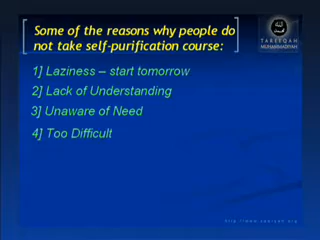 Some of the reasons why people do
not take self-purification course:
TAREEQAH
MUHAMMADIYAH
1] Laziness – start tomorrow
2] Lack of Understanding
3] Unaware of Need
4] Too Difficult